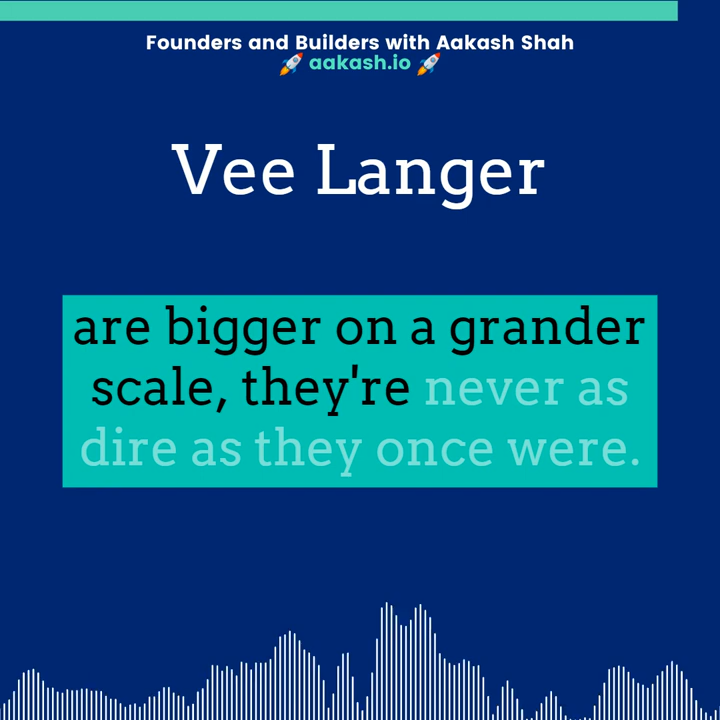 Founders and Builders with Aakash Shah
🚀 aakash.io 🚀
Vee Langer
are bigger on a grander
scale, they're never as
dire as they once were.